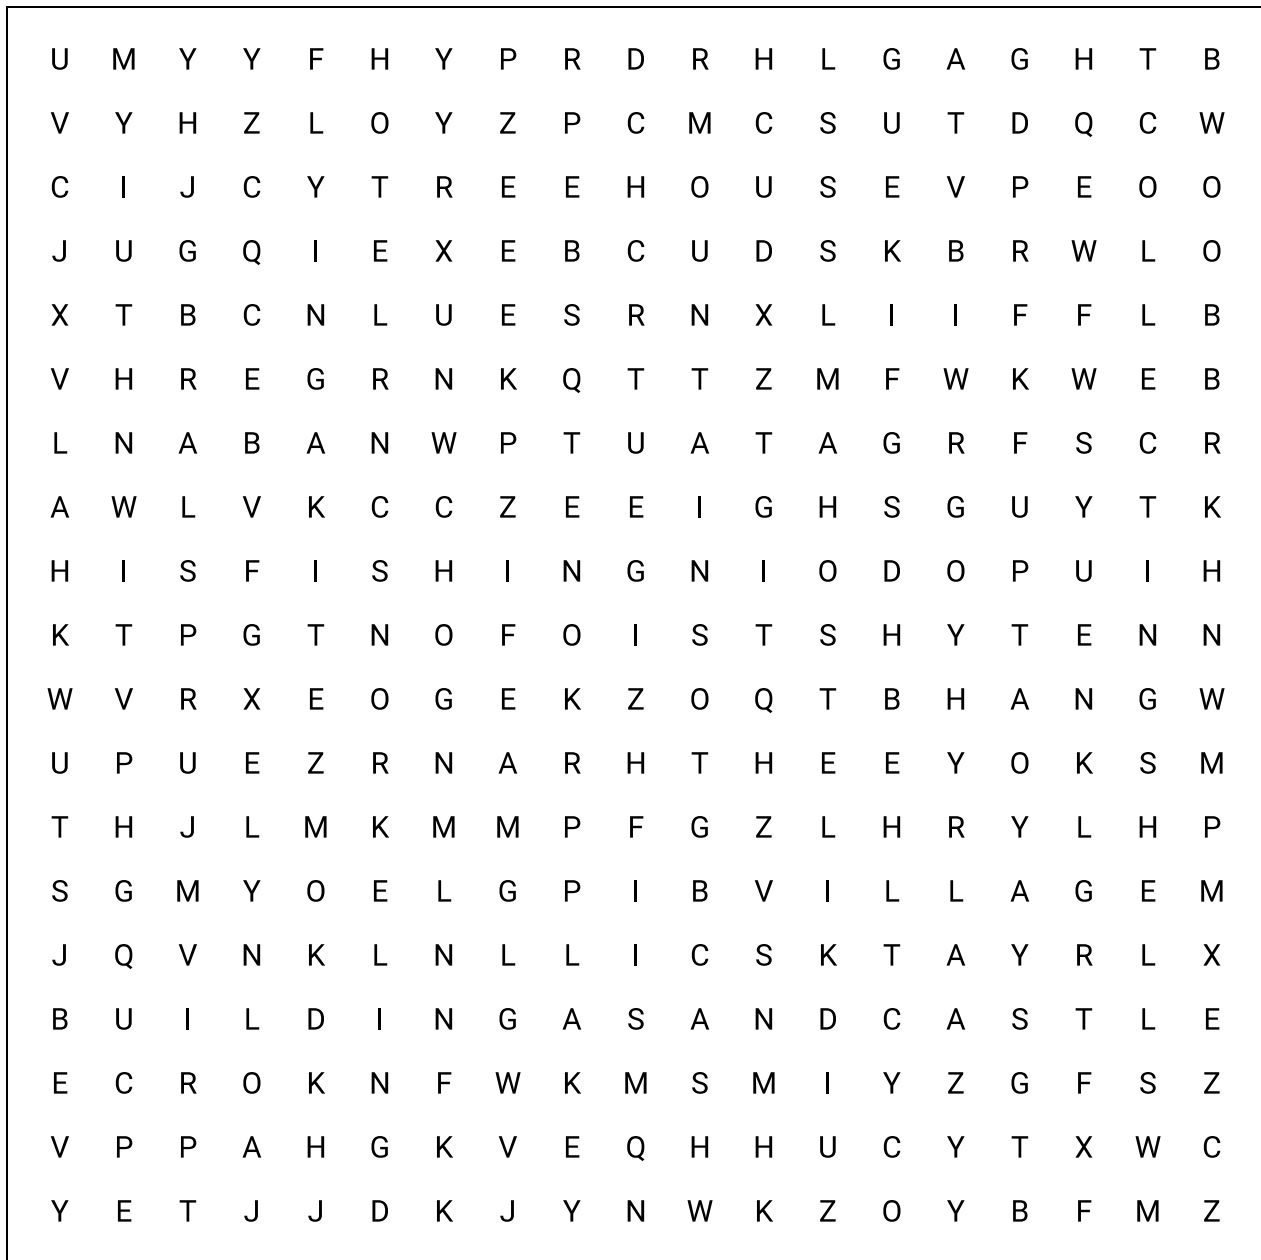 U M Y Y F H Y P R D R H L G A G H T B
V Y H Z L O Y Z P C M C S U T D Q C W
C I J C Y T R E E H O U S E V P E O O
J U G Q I E X E B C U D S K B R W L O
X T B C N L U E S R N X L I I F F L B
V H R E G R N K Q T T Z M F W K W E B
L N A B A N W P T U A T A G R F S C R
A W L V K C C Z E E I G H S G U Y T K
H I S F I S H I N G N I O D O P U I H
K T P G T N O F O I S T S H Y T E N N
W V R X E O G E K Z O Q T B H A N G W
U P U E Z R N A R H T H E E Y O K S M
T H J L M K M M P F G Z L H R Y L H P
S G M Y O E L G P I B V I L L A G E M
J Q V N K L N L L I C S K T A Y R L X
B U I L D I N G A S A N D C A S T L E
E C R O K N F W K M S M I Y Z G F S Z
V P P A H G K V E Q H H U C Y T X W C
Y E T J J D K J Y N W K Z O Y B F M Z